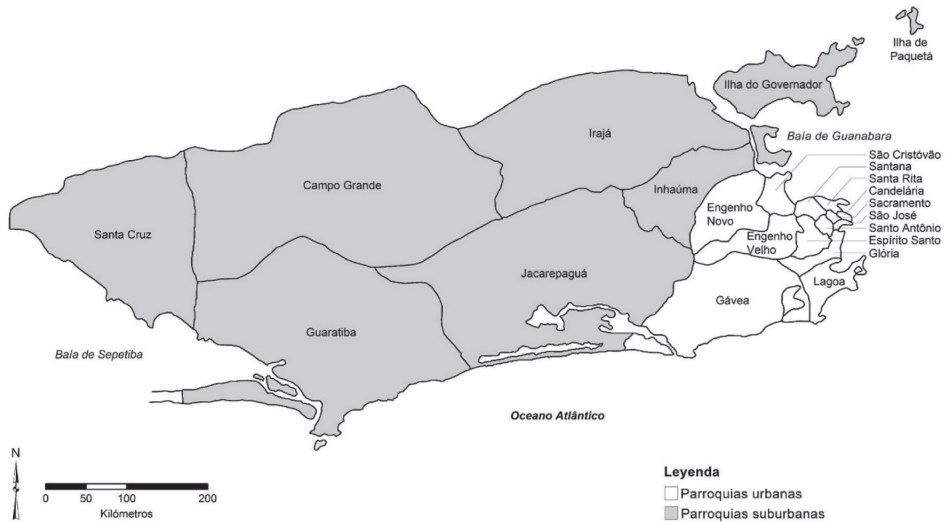 Ilha de
Paquetá
Ilha do Governador
Baía de Guanabara
Irajá
São Cristóvão
Santana
Santa Rita
Candelária
Sacramento
São José
Santo Antônio
Espírito Santo
Glória
Campo Grande
Inhaúma
Engenho
Novo
Santa Cruz
Engenho
Velho
Jacarepaguá
Lagoa
Gávea
Guaratiba
Baía de Sepetiba
Oceano Atlântico
N
0 50 100 200
Kilómetros
Leyenda
Parroquias urbanas
Parroquias suburbanas